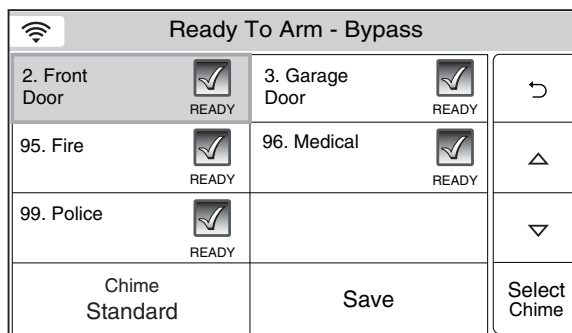 Ready To Arm - Bypass
2. Front
Door
READY
3. Garage
Door
READY
95. Fire
READY
96. Medical
READY
99. Police
READY
Chime
Standard
Save
Select
Chime